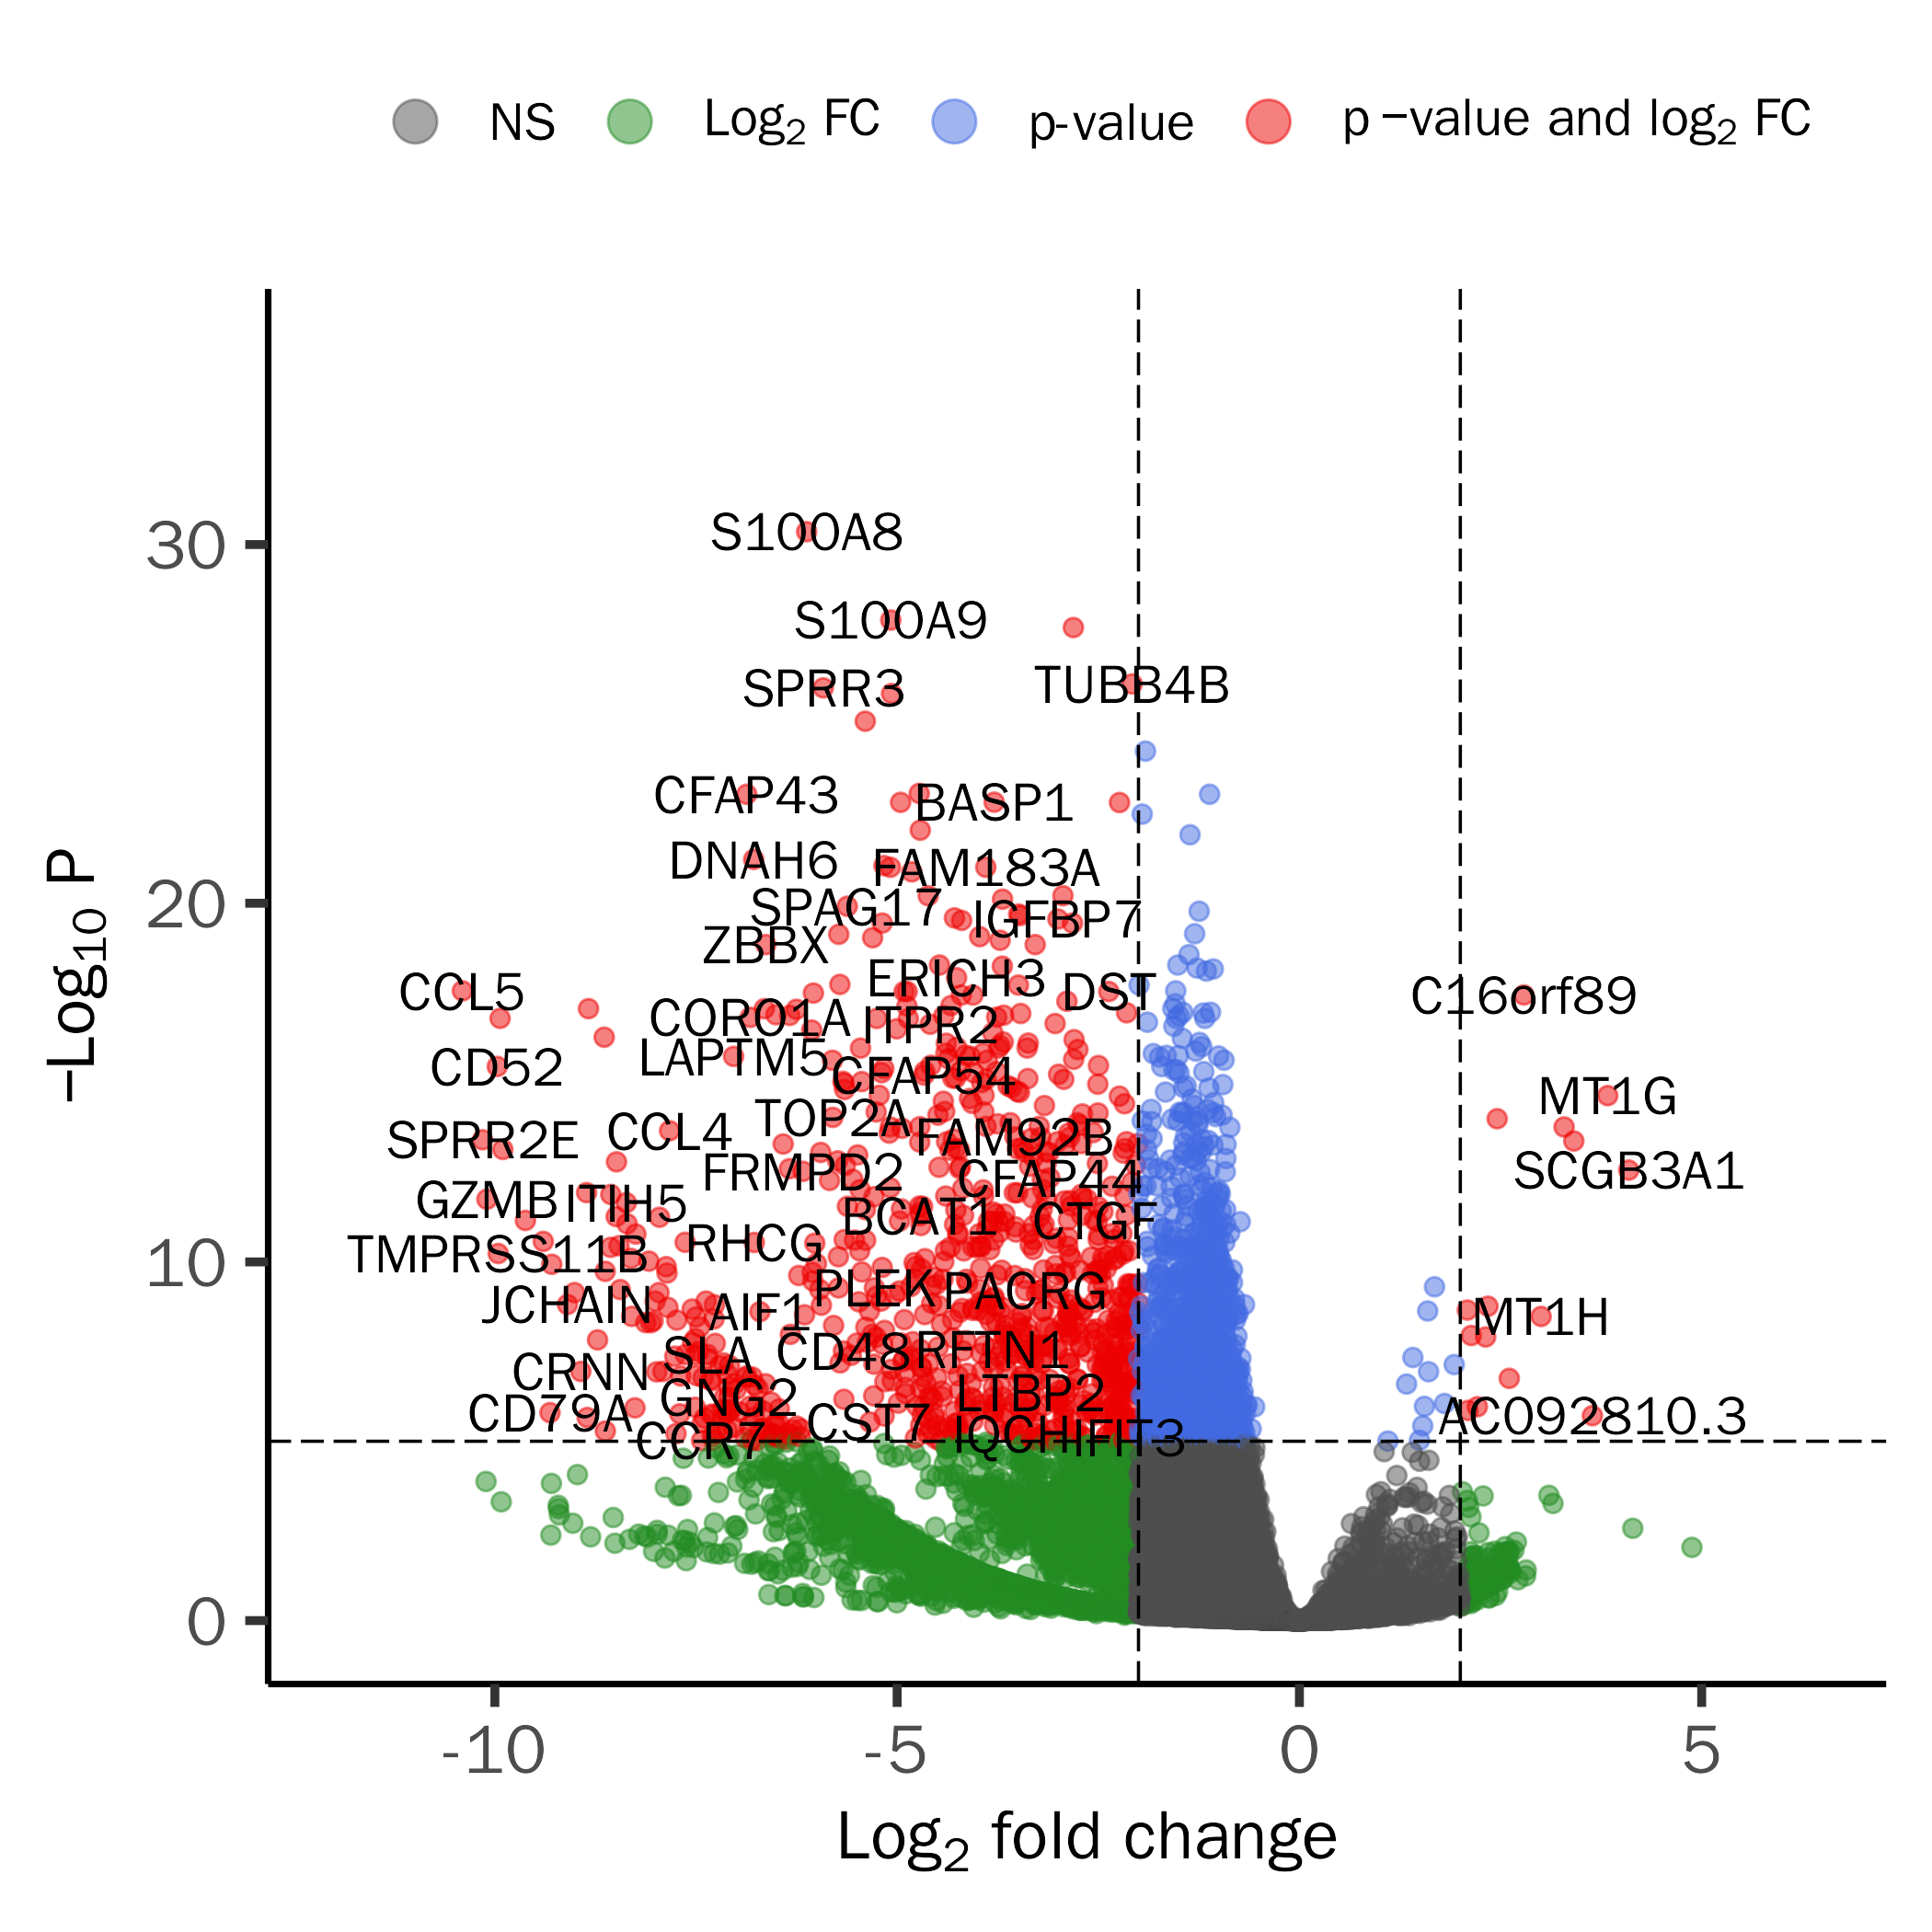 NS Log2 FC p-value p −value and log2 FC
−Log10 P
30
20
10
0
S100A8
S100A9
SPRR3
TUBB4B
CFAP43
BASP1
DNAH6
FAM183A
SPAG17
IGFBP7
ZBBX
CCL5
ERICH3
DST
C16orf89
CORO1A
ITPR2
CD52
LAPTM5
CFAP54
MT1G
TOP2A
SPRR2E
CCL4
FAM92B
FRMPD2
CFAP44
SCGB3A1
GZMB
ITIH5
BCAT1
CTGF
TMPRSS11B
RHCG
PLEK
PACRG
JCHAIN
AIF1
MT1H
CRNN
SLA
CD48
RFTN1
CD79A
GNG2
LTBP2
AC092810.3
CCR7
CST7
IQCH
IFIT3
-10 -5 0 5
Log2 fold change